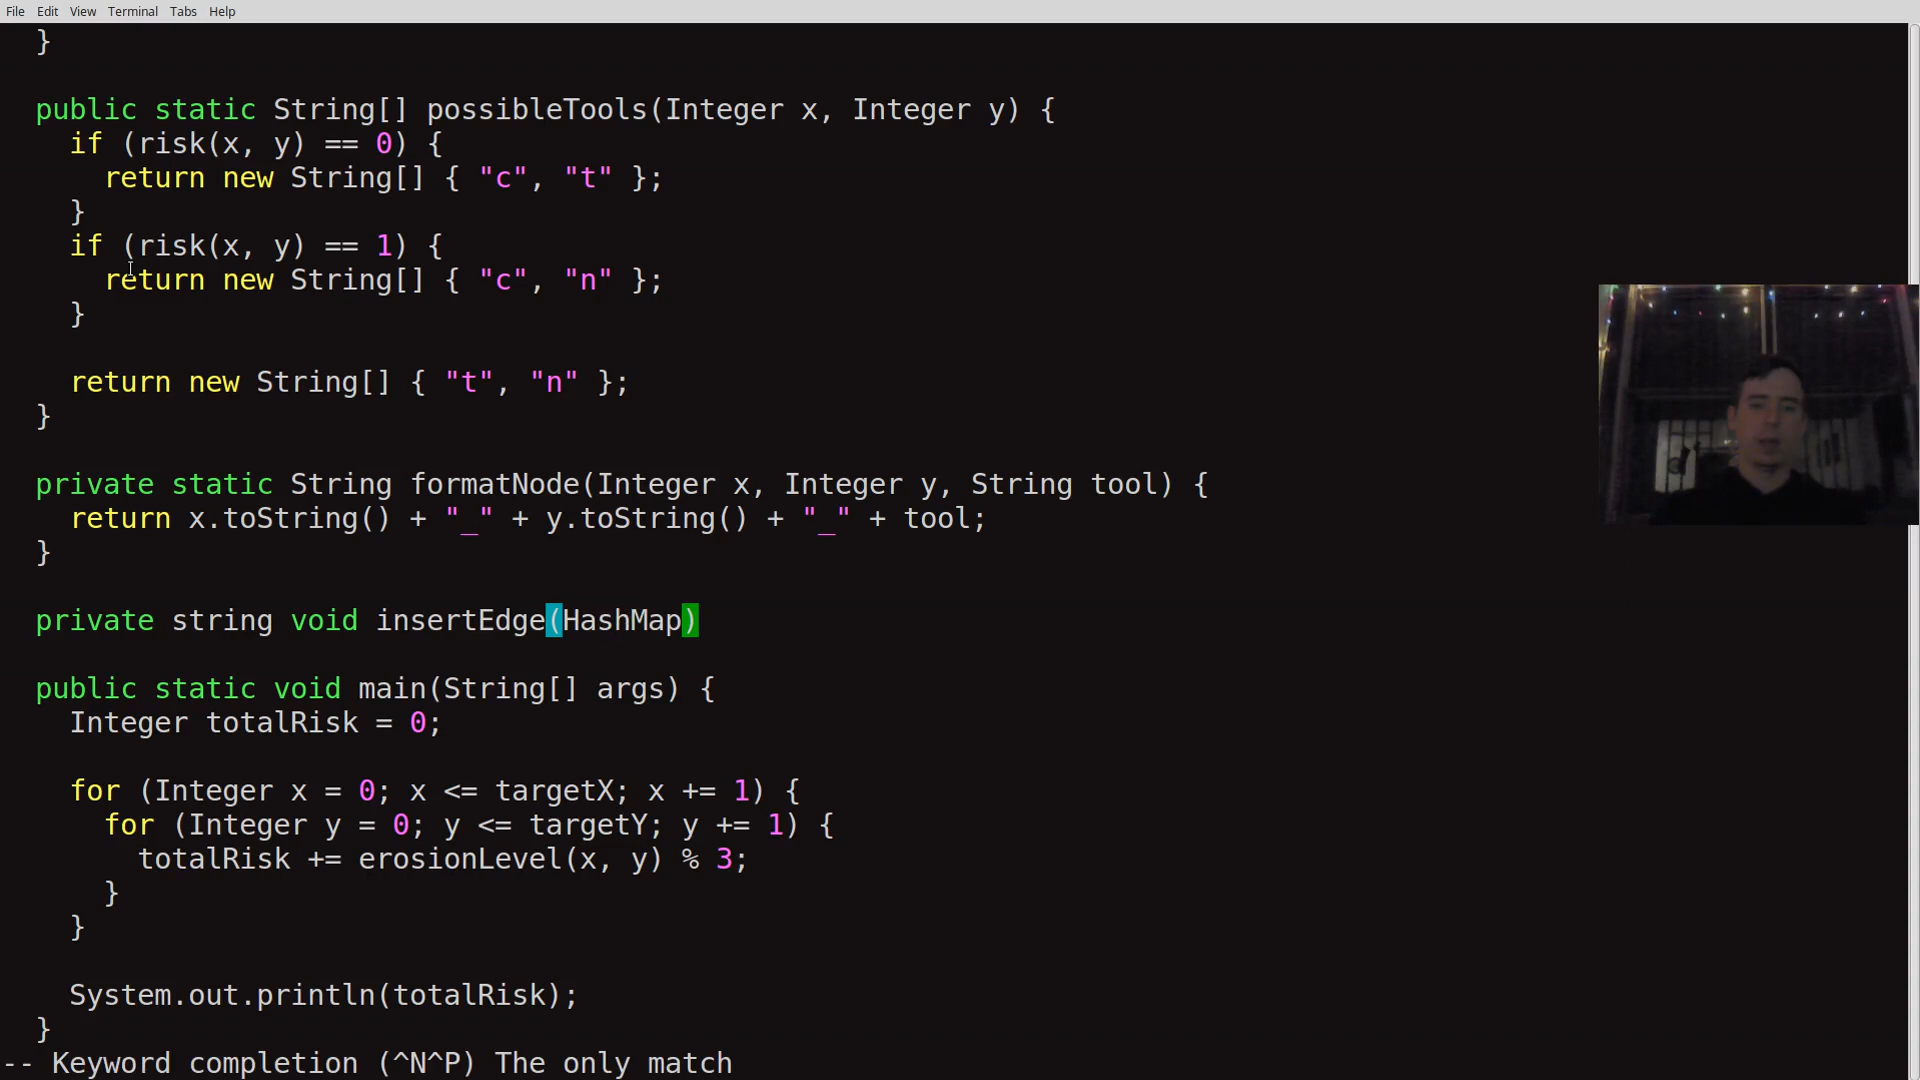 File Edit View Terminal Tabs Help
}
public static String[] possibleTools(Integer x, Integer y) {
if (risk(x, y) == 0) {
return new String[] { "c", "t" };
}
if (risk(x, y) == 1) {
return new String[] { "c", "n" };
}
return new String[] { "t", "n" };
}
private static String formatNode(Integer x, Integer y, String tool) {
return x.toString() + "_" + y.toString() + "_" + tool;
}
private string void insertEdge(HashMap)
public static void main(String[] args) {
Integer totalRisk = 0;
for (Integer x = 0; x <= targetX; x += 1) {
for (Integer y = 0; y <= targetY; y += 1) {
totalRisk += erosionLevel(x, y) % 3;
}
}
System.out.println(totalRisk);
}
-- Keyword completion (^N^P) The only match